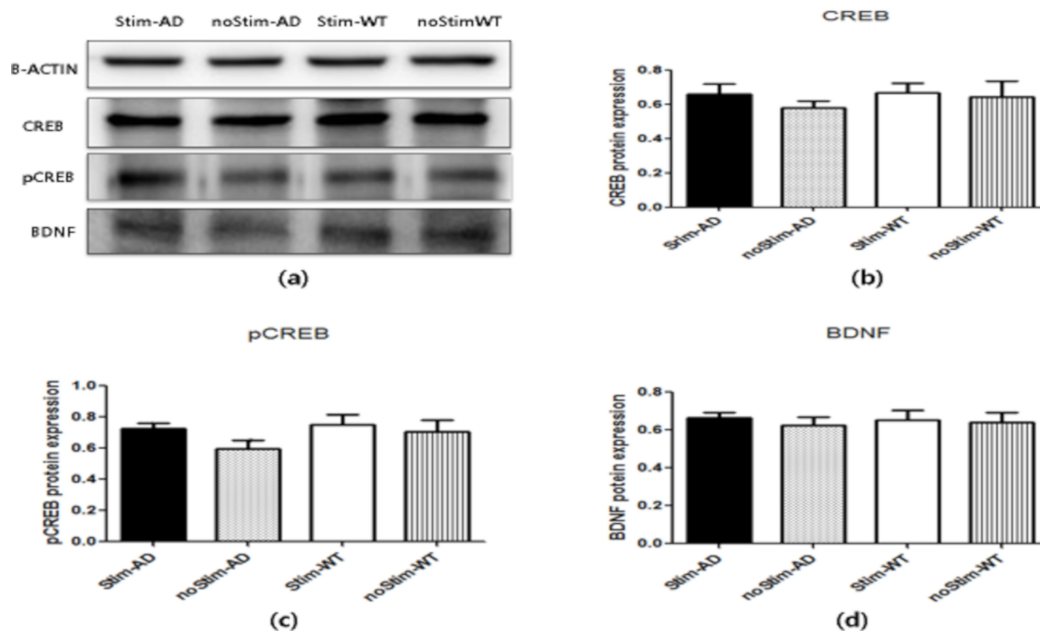 Stim-AD noStim-AD Stim-WT noStimWT
B-ACTIN
CREB
pCREB
BDNF
(a)
CREB
CREB protein expression
0.8
0.6
0.4
0.2
0.0
Srim-AD
noStim-AD
Stim-WT
noStim-WT
(b)
pCREB
pCREB protein expression
1.0
0.8
0.6
0.4
0.2
0.0
Stim-AD
noStim-AD
Stim-WT
noStim-WT
(c)
BDNF
BDNF potein expression
0.8
0.6
0.4
0.2
0.0
Stim-AD
noStim-AD
Stim-WT
noStim-WT
(d)